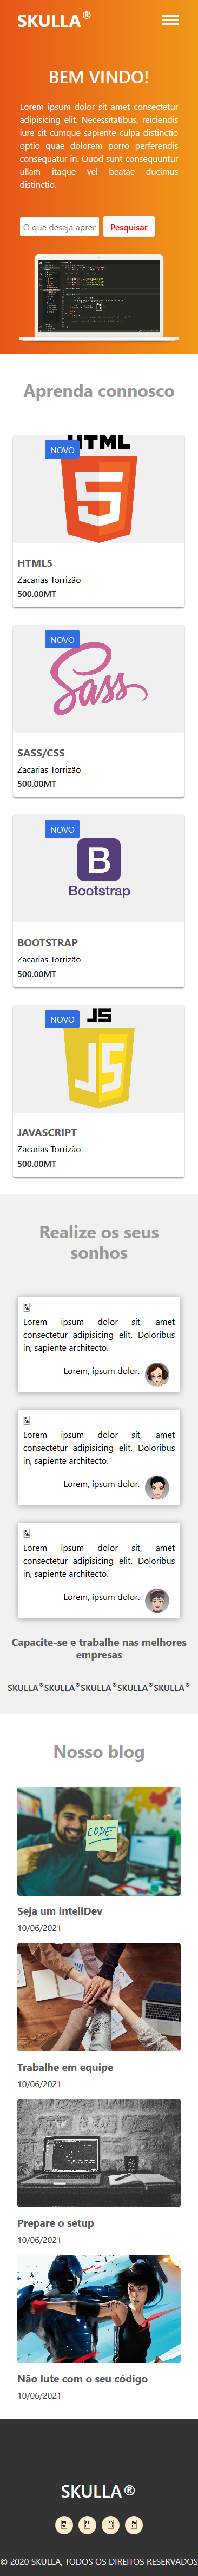 SKULLA®
BEM VINDO!
Lorem ipsum dolor sit amet consectetur
adipisicing elit. Necessitatibus, reiciendis
iure sit cumque sapiente culpa distinctio
optio quae dolorem porro perferendis
consequatur in. Quod sunt consequuntur
ullam itaque vel beatae ducimus
distinctio.
O que deseja aprer
Pesquisar
Aprenda connosco
NOVO
HTML
5
HTML5
Zacarias Torrizão
500.00MT
NOVO
Sass
SASS/CSS
Zacarias Torrizão
500.00MT
NOVO
B
Bootstrap
BOOTSTRAP
Zacarias Torrizão
500.00MT
NOVO
JS
JS
JAVASCRIPT
Zacarias Torrizão
500.00MT
Realize os seus
sonhos
Lorem ipsum dolor sit, amet
consectetur adipisicing elit. Doloribus
in, sapiente architecto.
Lorem, ipsum dolor.
Lorem ipsum dolor sit, amet
consectetur adipisicing elit. Doloribus
in, sapiente architecto.
Lorem, ipsum dolor.
Lorem ipsum dolor sit, amet
consectetur adipisicing elit. Doloribus
in, sapiente architecto.
Lorem, ipsum dolor.
Capacite-se e trabalhe nas melhores
empresas
SKULLA®SKULLA®SKULLA®SKULLA®SKULLA®
Nosso blog
CODE
Seja um inteliDev
10/06/2021
Trabalhe em equipe
10/06/2021
Prepare o setup
10/06/2021
Não lute com o seu código
10/06/2021
SKULLA®
© 2020 SKULLA, TODOS OS DIREITOS RESERVADOS